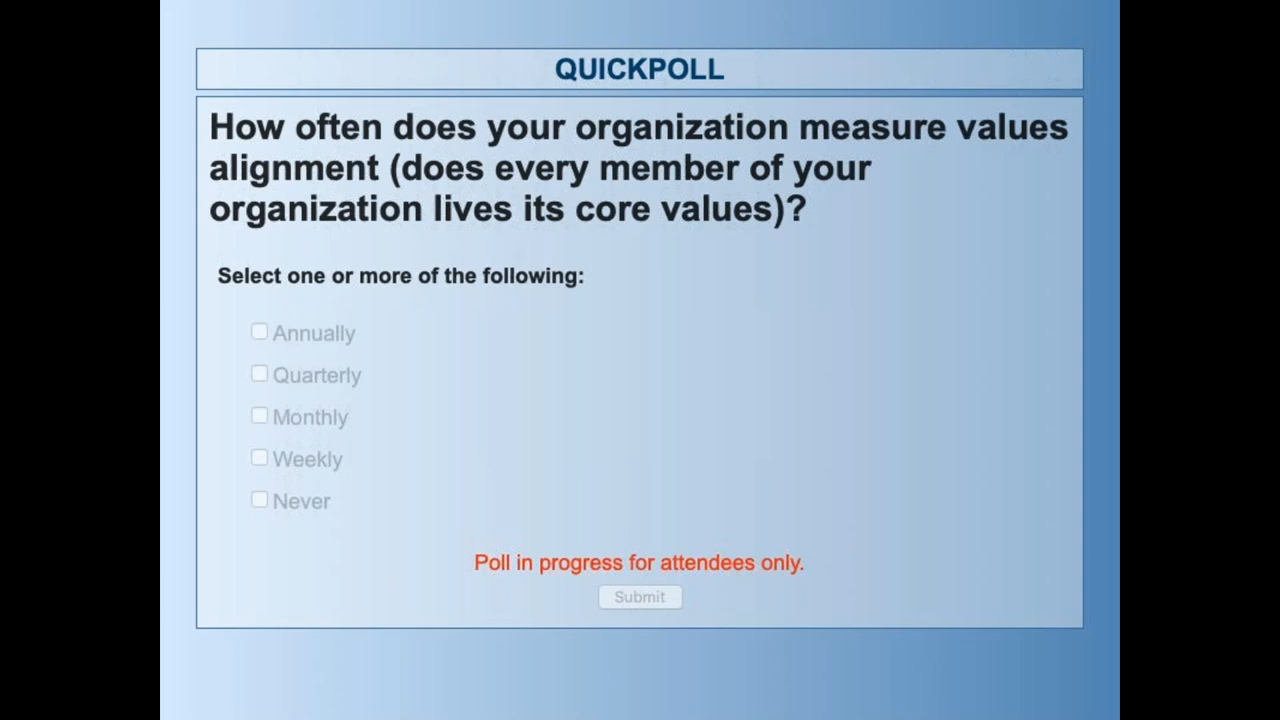 QUICKPOLL
How often does your organization measure values
alignment (does every member of your
organization lives its core values)?
Select one or more of the following:
Annually
Quarterly
Monthly
Weekly
Never
Poll in progress for attendees only.
Submit